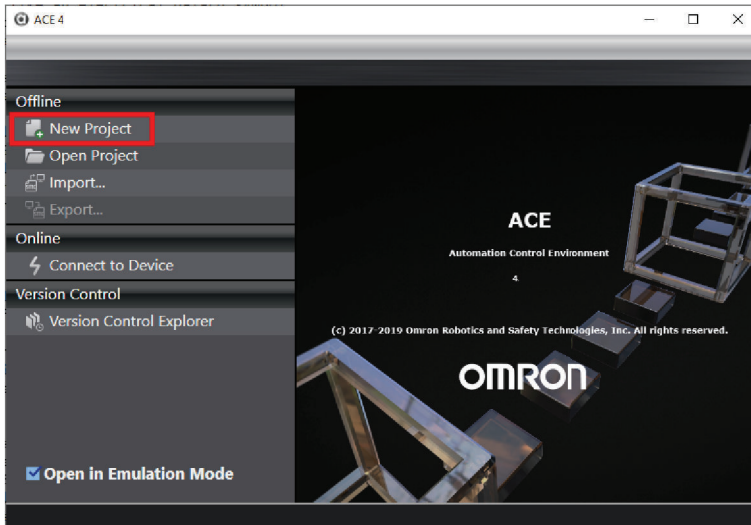 ACE 4
Offline
New Project
Open Project
Import...
Export...
Online
Connect to Device
Version Control
Version Control Explorer
Open in Emulation Mode
ACE
Automation Control Environment
4
(c) 2017-2019 Omron Robotics and Safety Technologies, Inc. All rights reserved.
OMRON